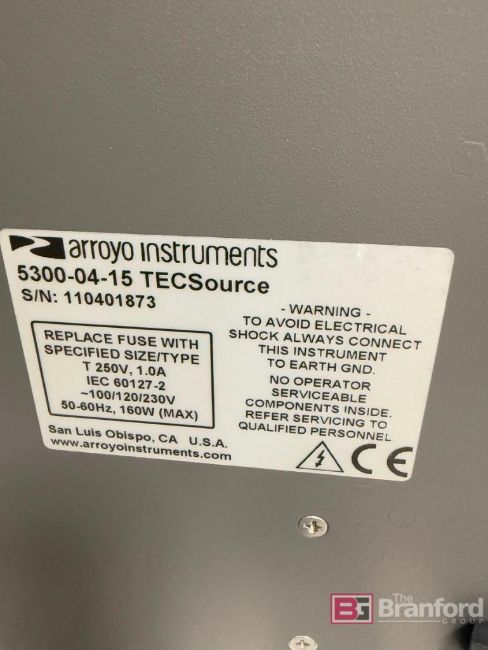 arroyo instruments
5300-04-15 TECSource
S/N: 110401873
REPLACE FUSE WITH
SPECIFIED SIZE/TYPE
T 250V, 1.0A
IEC 60127-2
~100/120/230V
50-60Hz, 160W (MAX)
San Luis Obispo, CA U.S.A.
www.arroyoinstruments.com
- WARNING -
TO AVOID ELECTRICAL
SHOCK ALWAYS CONNECT
THIS INSTRUMENT
TO EARTH GND.
NO OPERATOR
SERVICEABLE
COMPONENTS INSIDE.
REFER SERVICING TO
QUALIFIED PERSONNEL
CE
BG The
Branford
GROUP